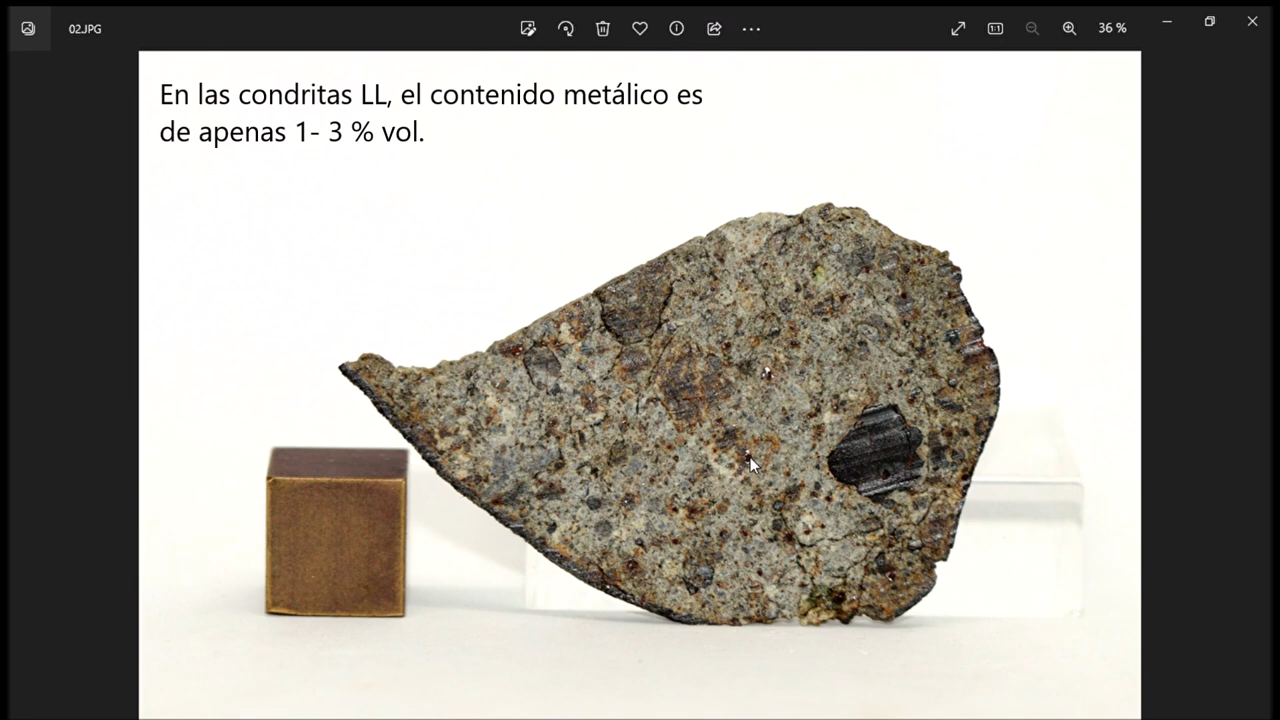 02.JPG
36 %
En las condritas LL, el contenido metálico es
de apenas 1- 3 % vol.